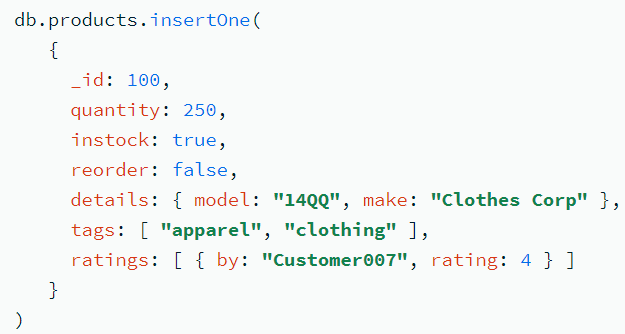 db.products.insertOne(
   {
     _id: 100,
     quantity: 250,
     instock: true,
     reorder: false,
     details: { model: "14QQ", make: "Clothes Corp" },
     tags: [ "apparel", "clothing" ],
     ratings: [ { by: "Customer007", rating: 4 } ]
   }
)